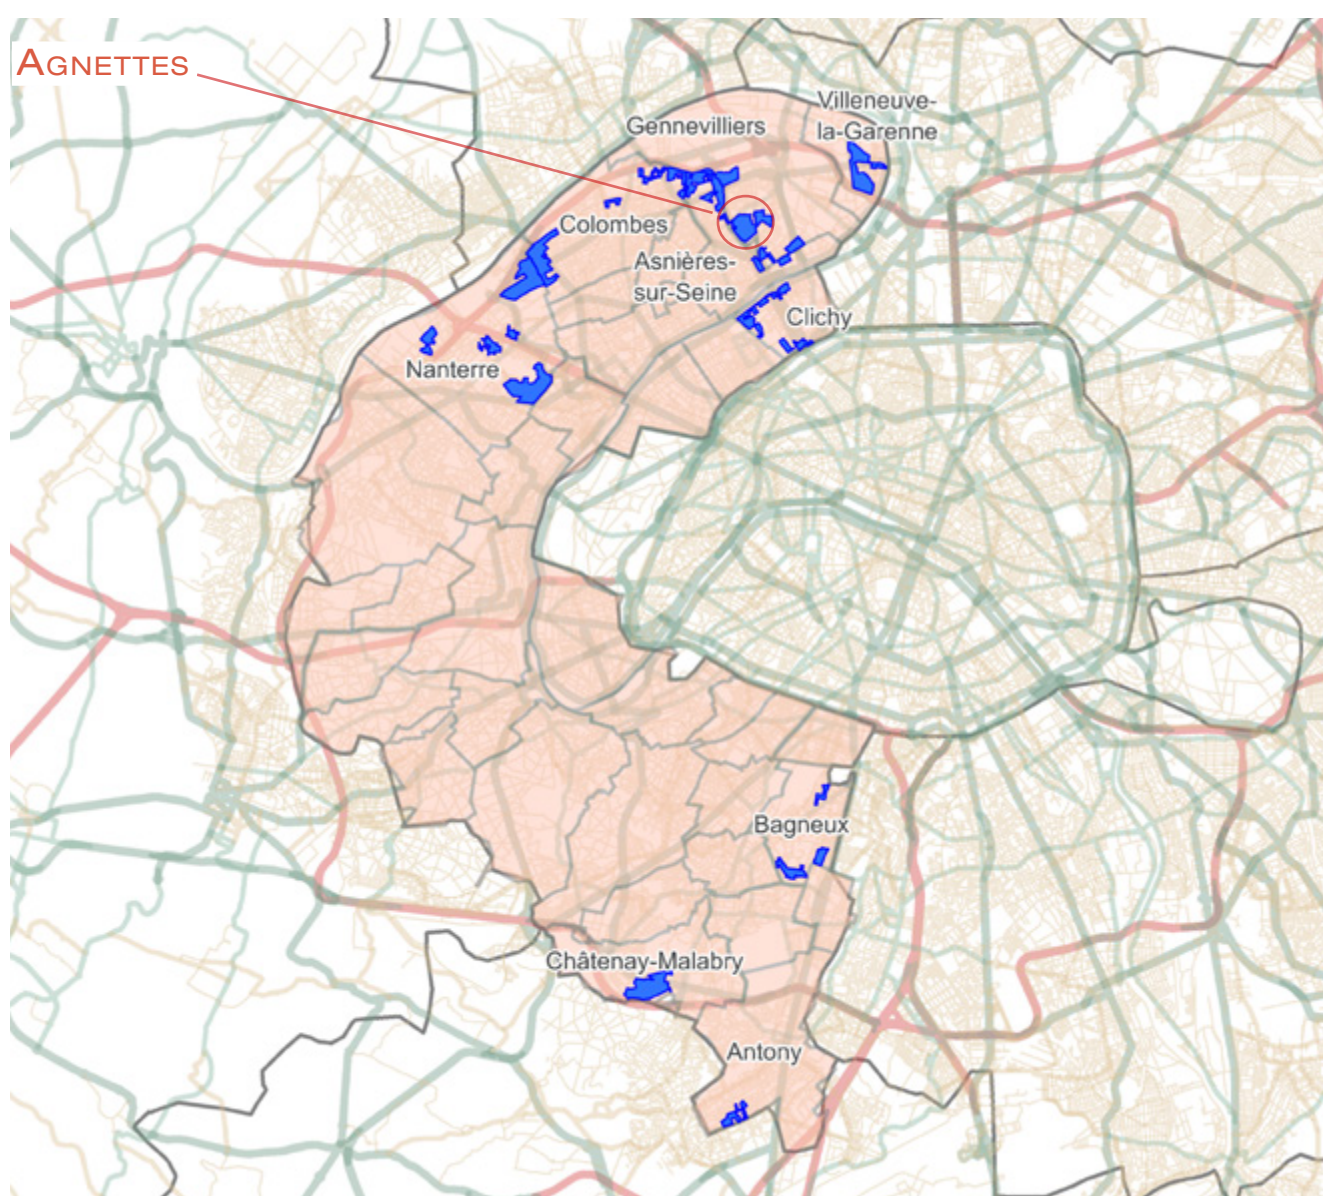 AGNETTES
Villeneuve-
la-Garenne
Gennevilliers
Colombes
Asnières-
sur-Seine
Clichy
Nanterre
Bagneux
Châtenay-Malabry
Antony